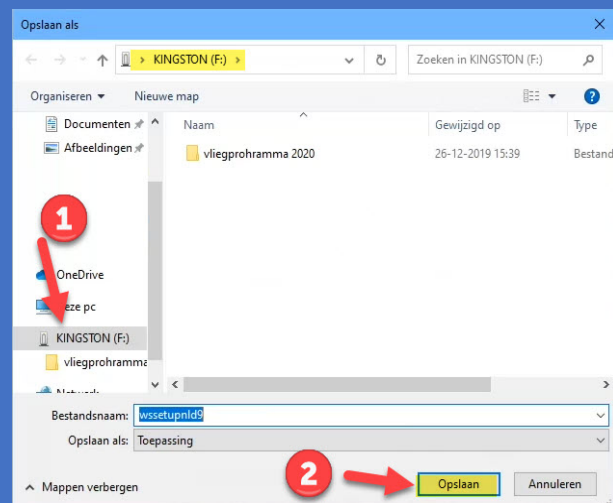 Opslaan als
KINGSTON (F:)
Zoeken in KINGSTON (F:)
Organiseren
Nieuwe map
Documenten
Afbeeldingen
OneDrive
eze pc
KINGSTON (F:)
vliegprohramma
Netwerk
Naam
Gewijzigd op
Type
vliegprohramma 2020
26-12-2019 15:39
Bestand
1
Bestandsnaam:
wssetupnld9
Opslaan als:
Toepassing
Mappen verbergen
2
Opslaan
Annuleren